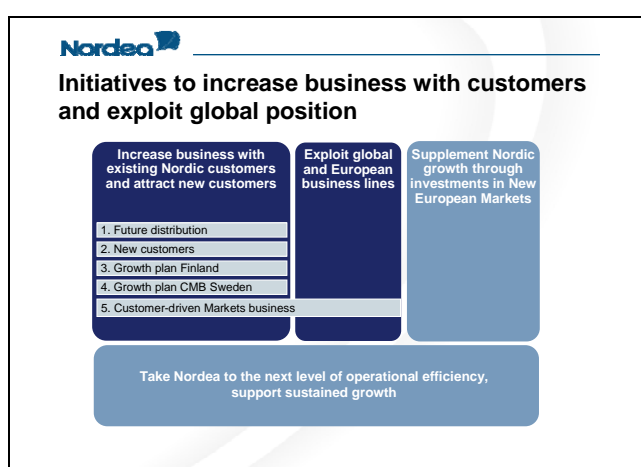 Nordea
Initiatives to increase business with customers
and exploit global position
Increase business with
existing Nordic customers
and attract new customers
1. Future distribution
2. New customers
3. Growth plan Finland
4. Growth plan CMB Sweden
5. Customer-driven Markets business
Exploit global
and European
business lines
Supplement Nordic
growth through
investments in New
European Markets
Take Nordea to the next level of operational efficiency,
support sustained growth